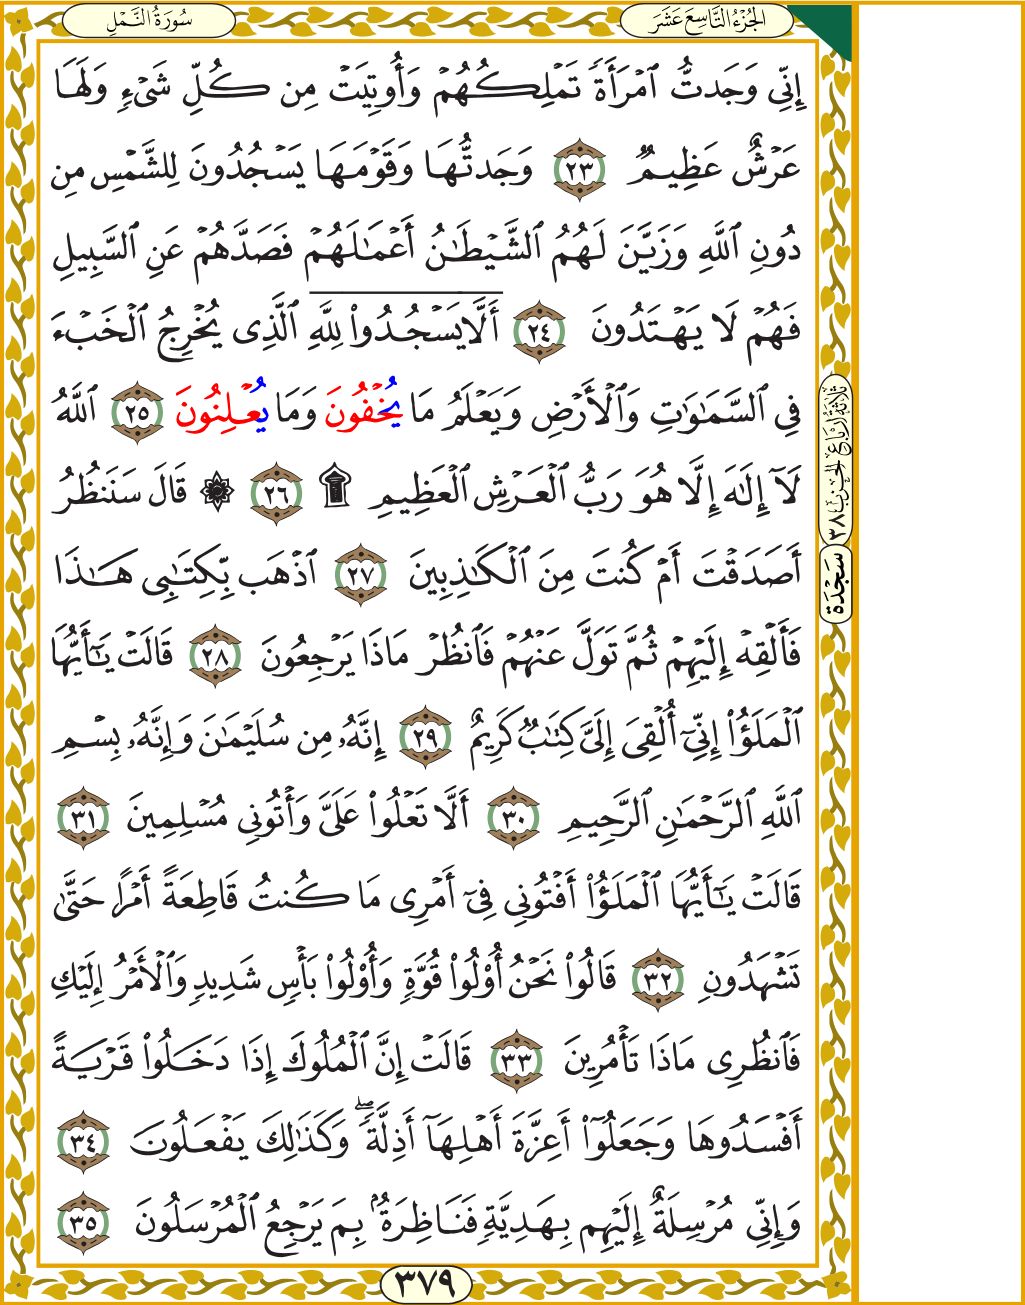 الجُزْءُ التَّاسِعَ عَشَرَ
سُورَةُ النَّمْلِ
إِنِّي وَجَدتُّ ٱمۡرَأَةٗ تَمۡلِكُهُمۡ وَأُوتِيَتۡ مِن كُلِّ شَيۡءٖ وَلَهَا
عَرۡشٌ عَظِيمٞ ٢٣ وَجَدتُّهَا وَقَوۡمَهَا يَسۡجُدُونَ لِلشَّمۡسِ مِن
دُونِ ٱللَّهِ وَزَيَّنَ لَهُمُ ٱلشَّيۡطَٰنُ أَعۡمَٰلَهُمۡ فَصَدَّهُمۡ عَنِ ٱلسَّبِيلِ
فَهُمۡ لَا يَهۡتَدُونَ ٢٤ أَلَّا يَسۡجُدُواْۤ لِلَّهِ ٱلَّذِي يُخۡرِجُ ٱلۡخَبۡءَ
فِي ٱلسَّمَٰوَٰتِ وَٱلۡأَرۡضِ وَيَعۡلَمُ مَا يُخۡفُونَ وَمَا يُعۡلِنُونَ ٢٥ ٱللَّهُ
لَآ إِلَٰهَ إِلَّا هُوَ رَبُّ ٱلۡعَرۡشِ ٱلۡعَظِيمِ ۩ ٢٦ ۞ قَالَ سَنَنظُرُ
أَصَدَقۡتَ أَمۡ كُنتَ مِنَ ٱلۡكَٰذِبِينَ ٢٧ ٱذۡهَب بِّكِتَٰبِي هَٰذَا
فَأَلۡقِهۡ إِلَيۡهِمۡ ثُمَّ تَوَلَّ عَنۡهُمۡ فَٱنظُرۡ مَاذَا يَرۡجِعُونَ ٢٨ قَالَتۡ يَٰٓأَيُّهَا
ٱلۡمَلَؤُاْ إِنِّيٓ أُلۡقِيَ إِلَيَّ كِتَٰبٞ كَرِيمٌ ٢٩ إِنَّهُۥ مِن سُلَيۡمَٰنَ وَإِنَّهُۥ بِسۡمِ
ٱللَّهِ ٱلرَّحۡمَٰنِ ٱلرَّحِيمِ ٣٠ أَلَّا تَعۡلُواْ عَلَيَّ وَأۡتُونِي مُسۡلِمِينَ ٣١
قَالَتۡ يَٰٓأَيُّهَا ٱلۡمَلَؤُاْ أَفۡتُونِي فِيٓ أَمۡرِي مَا كُنتُ قَاطِعَةً أَمۡرًا حَتَّىٰ
تَشۡهَدُونِ ٣٢ قَالُواْ نَحۡنُ أُوْلُواْ قُوَّةٖ وَأُوْلُواْ بَأۡسٖ شَدِيدٖ وَٱلۡأَمۡرُ إِلَيۡكِ
فَٱنظُرِي مَاذَا تَأۡمُرِينَ ٣٣ قَالَتۡ إِنَّ ٱلۡمُلُوكَ إِذَا دَخَلُواْ قَرۡيَةً
أَفۡسَدُوهَا وَجَعَلُوٓاْ أَعِزَّةَ أَهۡلِهَآ أَذِلَّةٗۖ وَكَذَٰلِكَ يَفۡعَلُونَ ٣٤
وَإِنِّي مُرۡسِلَةٌ إِلَيۡهِم بِهَدِيَّةٖ فَنَاظِرَةُۢ بِمَ يَرۡجِعُ ٱلۡمُرۡسَلُونَ ٣٥
ثَلَاثَةُ أَرْبَاعِ الحِزْبِ ٣٨
سَجْدَة
٣٧٩